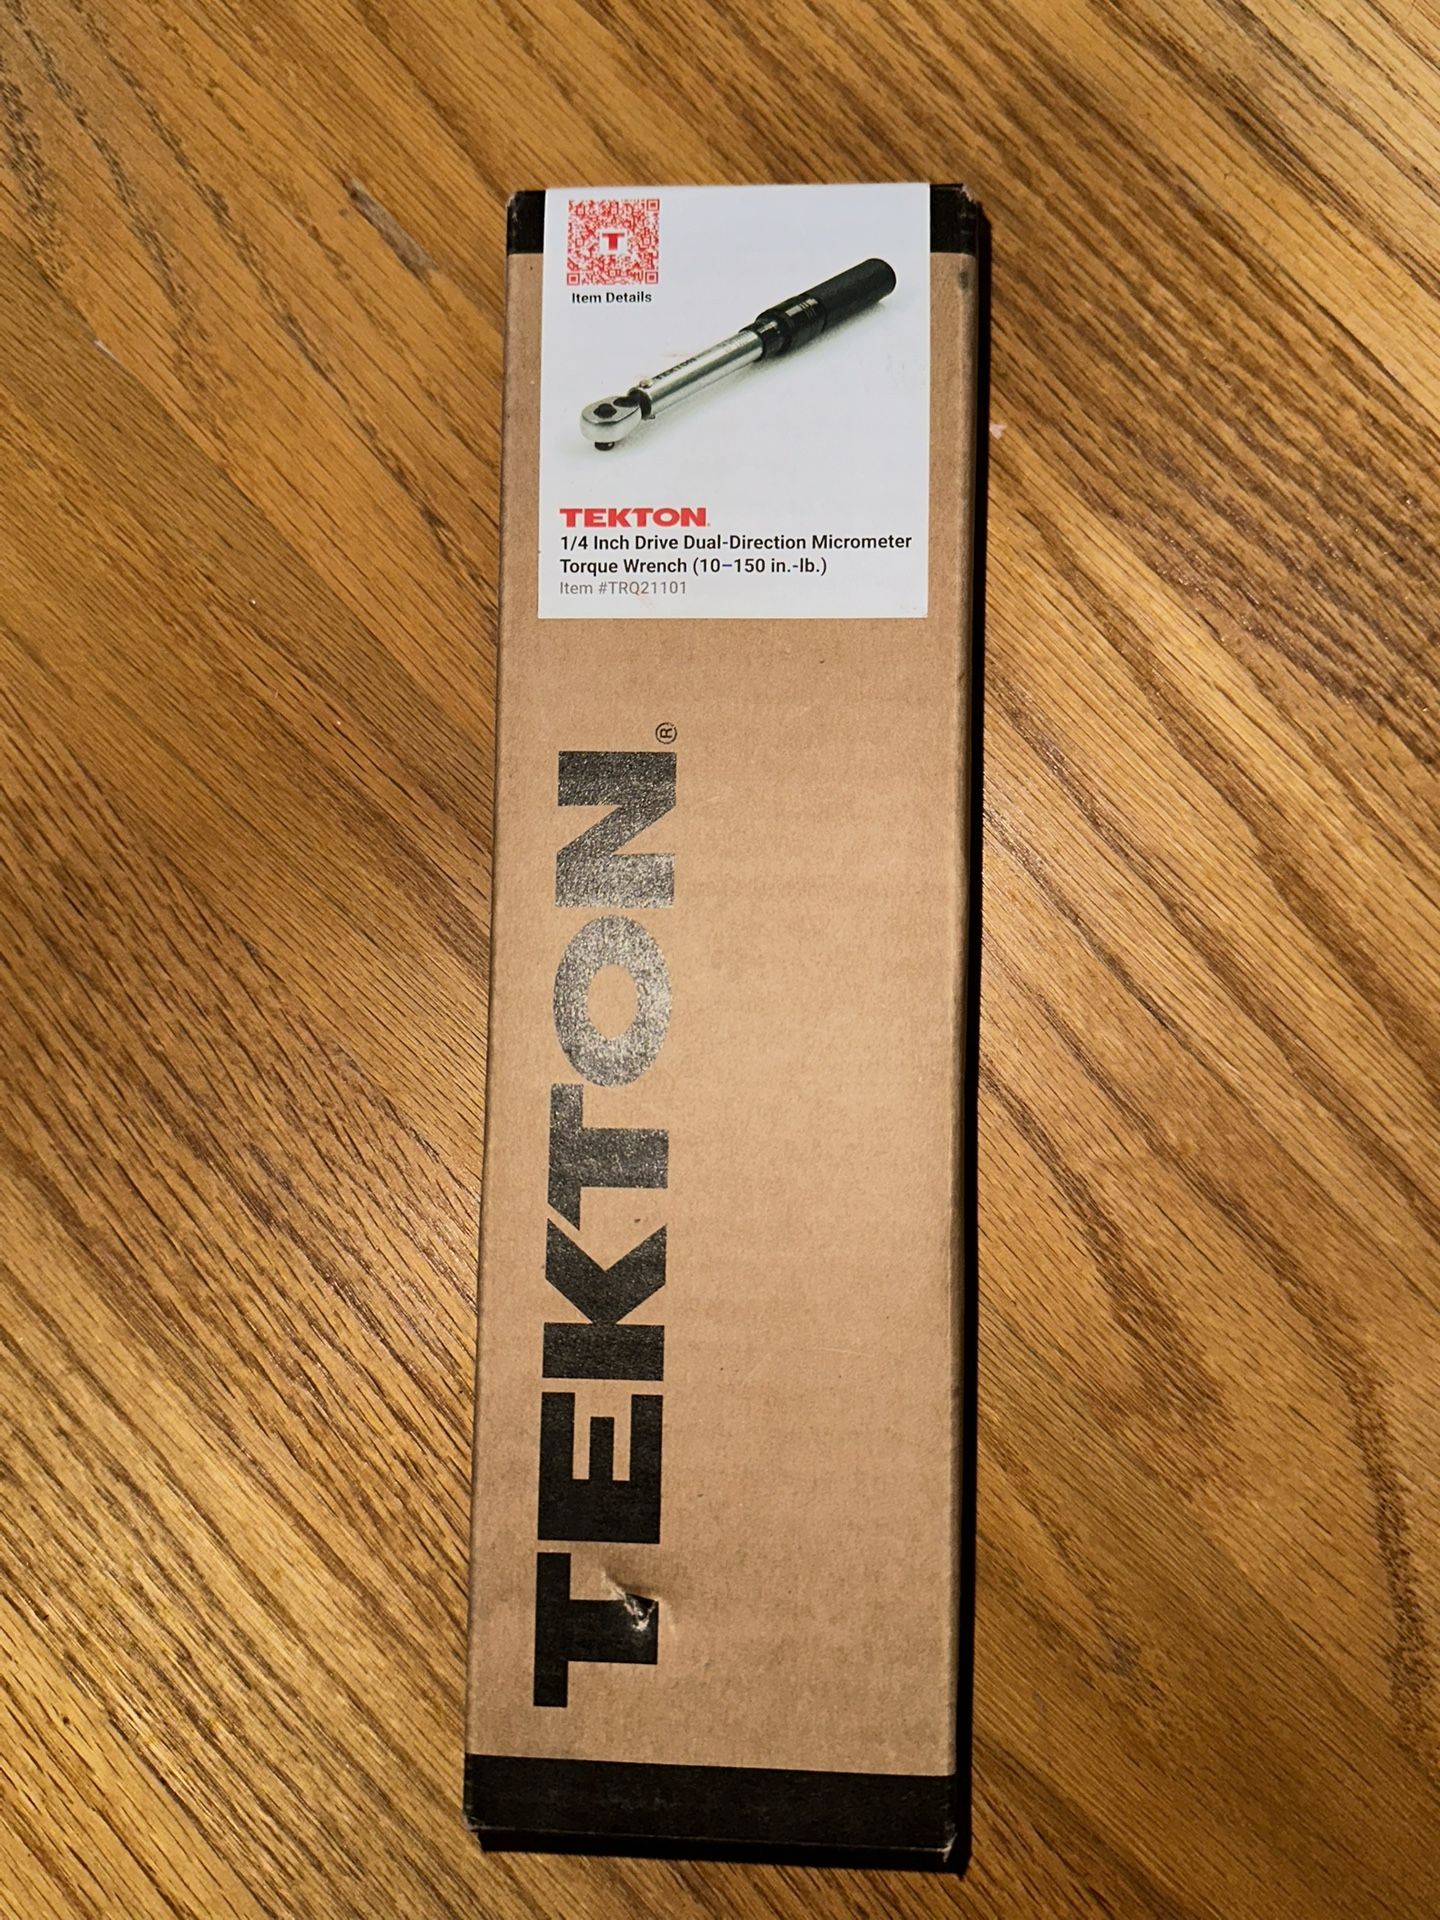 T
Item Details
TEKTON
TEKTON.
1/4 Inch Drive Dual-Direction Micrometer
Torque Wrench (10–150 in.-lb.)
Item #TRQ21101
TEKTON®